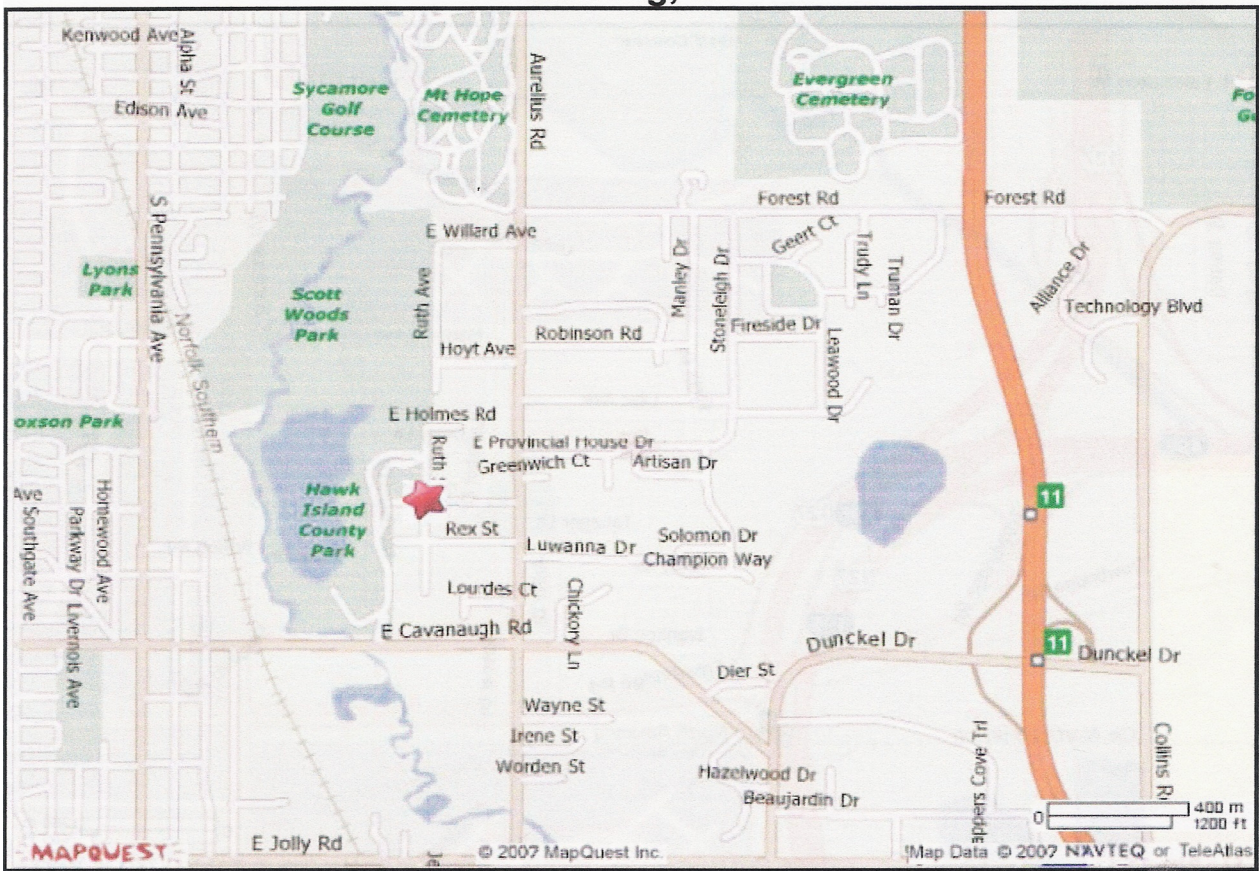 Kenwood Ave
Alpha St
Edison Ave
Sycamore
Golf
Course
Mt Hope
Cemetery
Aurelius Rd
Evergreen
Cemetery
Forest Rd
Forest Rd
S Pennsylvania Ave
E Willard Ave
Geert Ct
Manley Dr
Stoneleigh Dr
Trudy Ln
Truman Dr
Alliance Dr
Lyons
Park
Scott
Woods
Park
Ruth Ave
Technology Blvd
Norfolk Southern
Robinson Rd
Fireside Dr
Hoyt Ave
Leawood Dr
oxson Park
E Holmes Rd
Ruth
E Provincial House Dr
Greenwich Ct
Artisan Dr
Ave
Southgate Ave
Homewood Ave
Parkway Dr
Hawk
Island
County
Park
11
Rex St
Luwanna Dr
Solomon Dr
Champion Way
Lourdes Ct
Chickory Ln
Livernois Ave
E Cavanaugh Rd
Dunckel Dr
11
Dunckel Dr
Dier St
Wayne St
Irene St
Worden St
Hazelwood Dr
Beaujardin Dr
appers Cove Trl
Collins R
0
400 m
1200 ft
MAPQUEST
E Jolly Rd
© 2007 MapQuest Inc.
Map Data © 2007 NAVTEQ or TeleAtlas